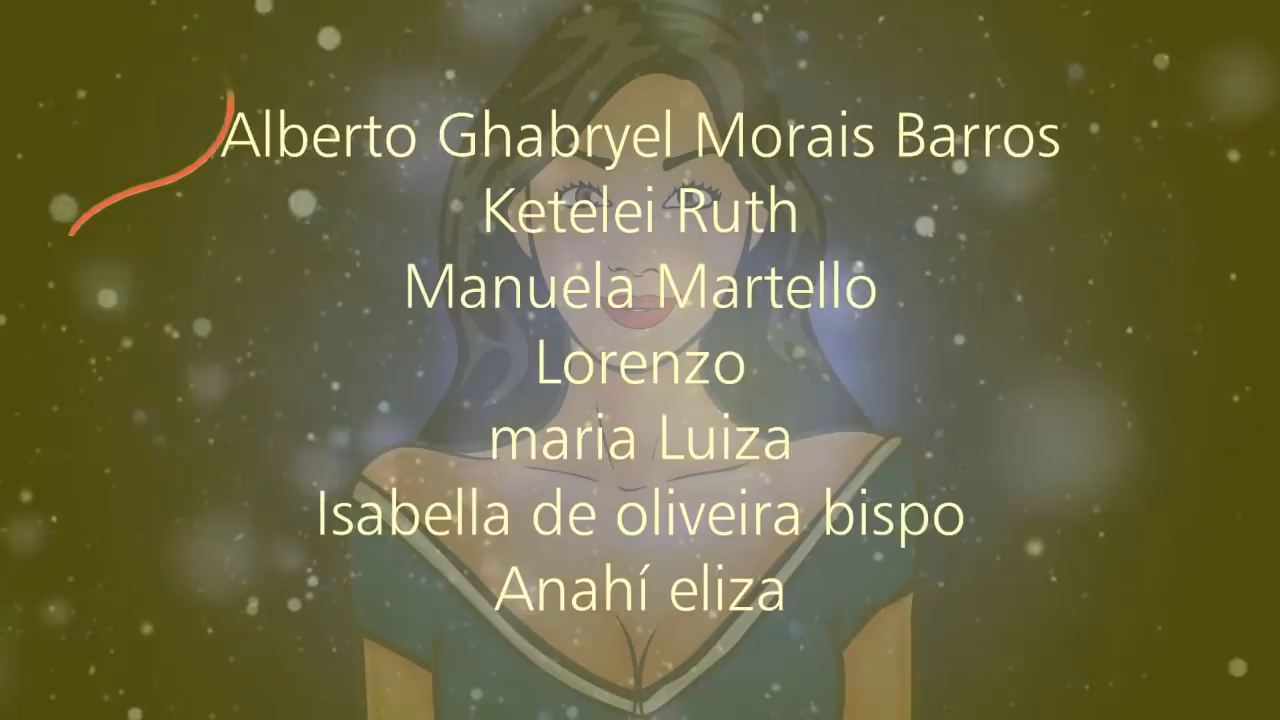 Alberto Ghabryel Morais Barros
Ketelei Ruth
Manuela Martello
Lorenzo
maria Luiza
Isabella de oliveira bispo
Anahí eliza